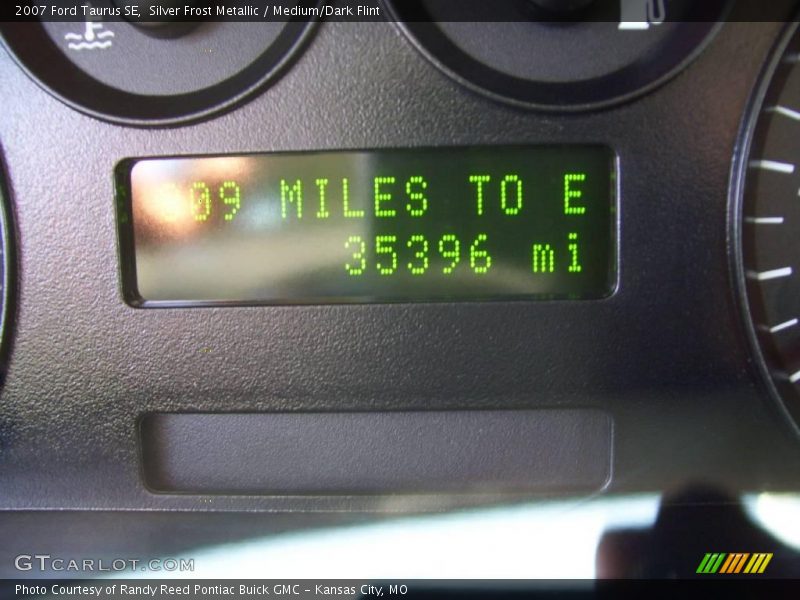 2007 Ford Taurus SE, Silver Frost Metallic / Medium/Dark Flint
MILES TO E
35396 mi
GTCARLOT.COM
Photo Courtesy of Randy Reed Pontiac Buick GMC - Kansas City, MO